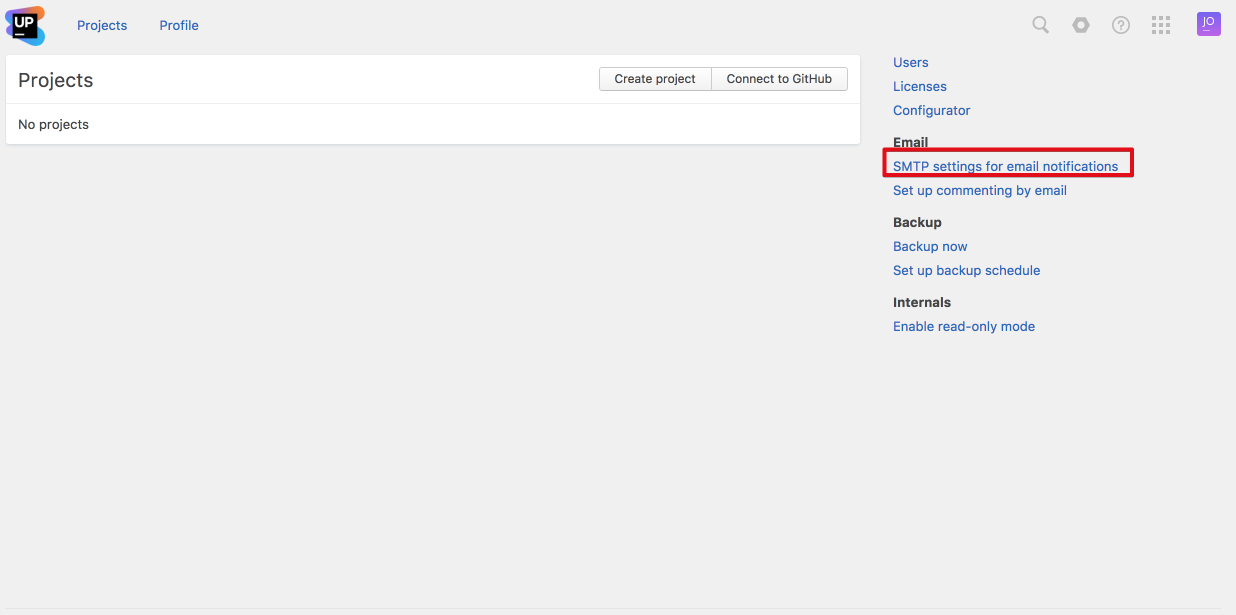 UP
Projects
Profile
JO
Projects
Create project
Connect to GitHub
No projects
Users
Licenses
Configurator
Email
SMTP settings for email notifications
Set up commenting by email
Backup
Backup now
Set up backup schedule
Internals
Enable read-only mode